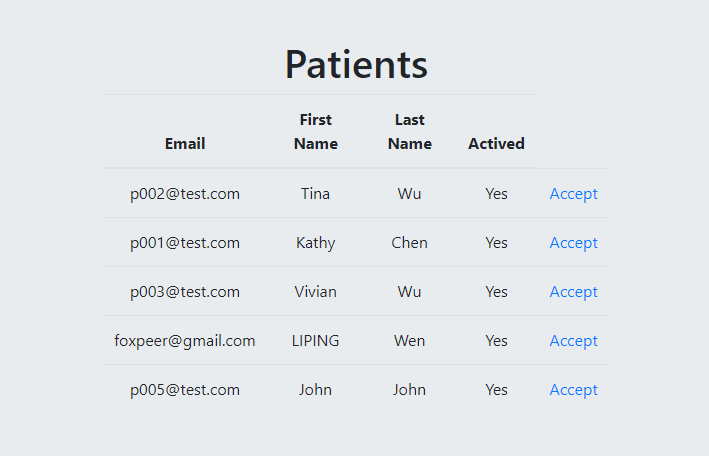 Patients
Email First Name Last Name Actived
p002@test.com Tina Wu Yes Accept
p001@test.com Kathy Chen Yes Accept
p003@test.com Vivian Wu Yes Accept
foxpeer@gmail.com LIPING Wen Yes Accept
p005@test.com John John Yes Accept